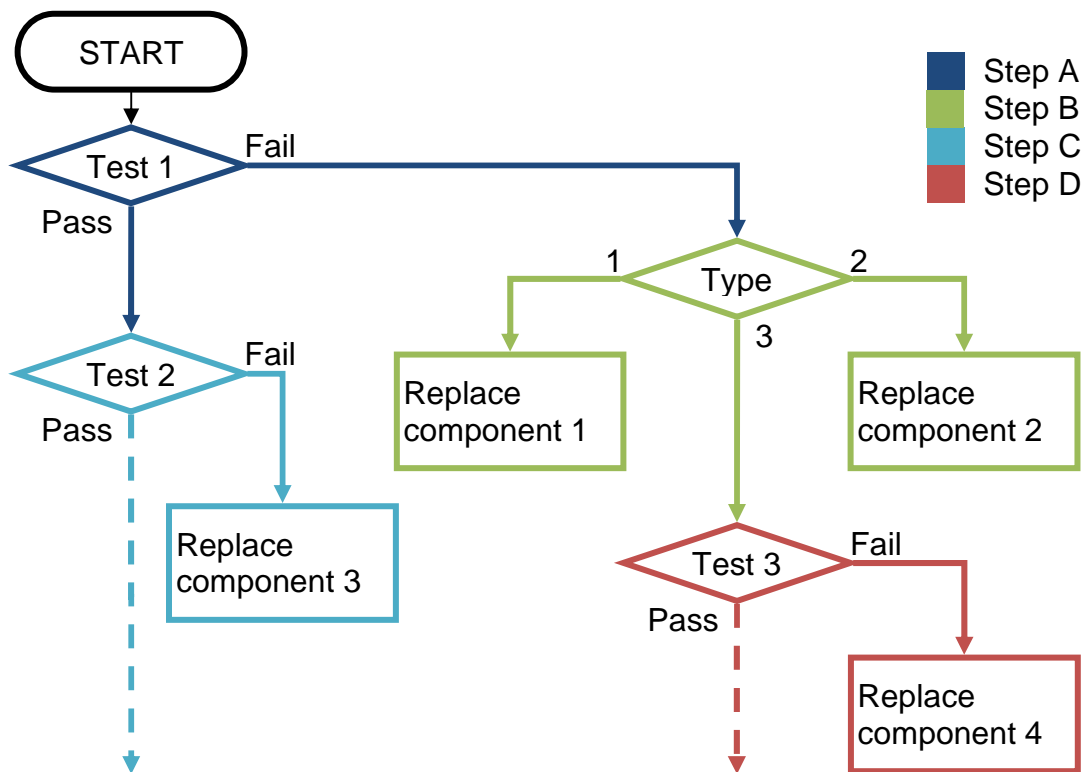 START
Step A
Step B
Step C
Step D
Test 1
Fail
Pass
1
Type
2
3
Test 2
Fail
Pass
Replace
component 1
Replace
component 2
Replace
component 3
Test 3
Fail
Pass
Replace
component 4